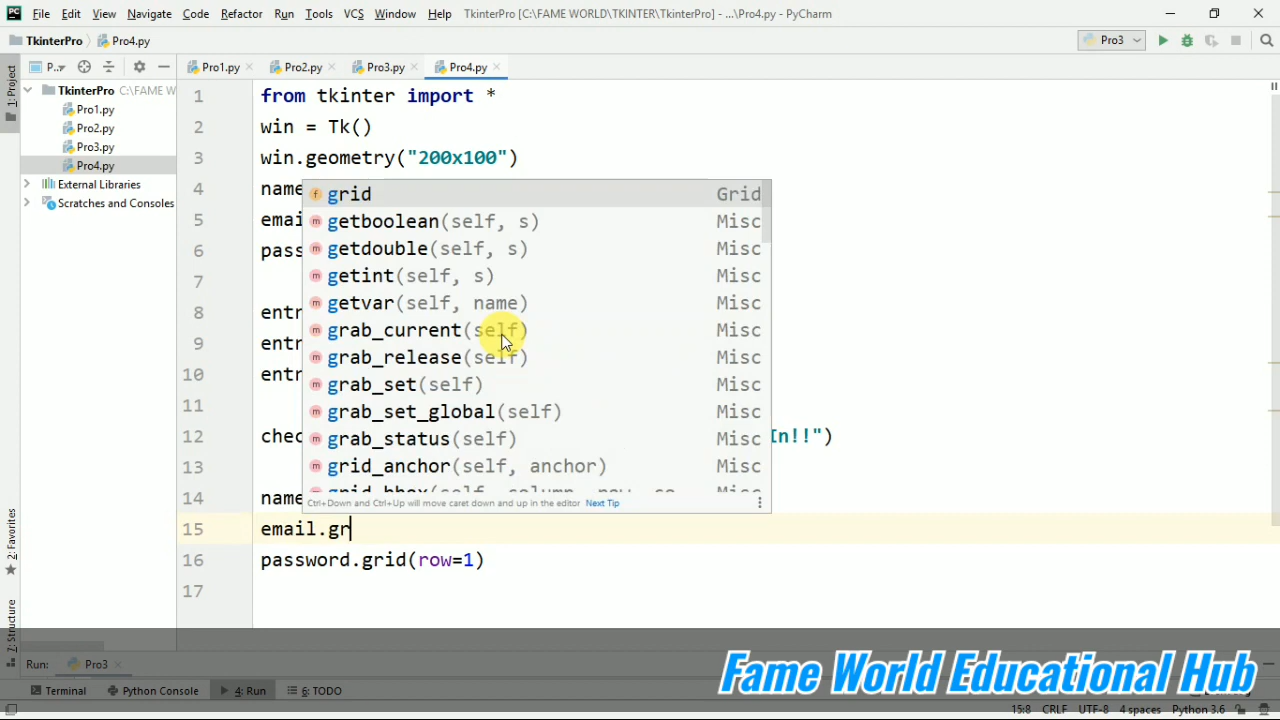 File Edit View Navigate Code Refactor Run Tools VCS Window Help TkinterPro [C:\FAME WORLD\TKINTER\TkinterPro] - ...\Pro4.py - PyCharm
TkinterPro Pro4.py Pro3
P.. Pro1.py Pro2.py Pro3.py Pro4.py
1: Project
TkinterPro C:\FAME W
Pro1.py
Pro2.py
Pro3.py
Pro4.py
External Libraries
Scratches and Consoles
1 from tkinter import *
2 win = Tk()
3 win.geometry("200x100")
4 name
5 emai
6 pass
7
8 entr
9 entr
10 entr
11
12 chec In!!")
13
14 name
15 email.gr
16 password.grid(row=1)
17
grid Grid
getboolean(self, s) Misc
getdouble(self, s) Misc
getint(self, s) Misc
getvar(self, name) Misc
grab_current(self) Misc
grab_release(self) Misc
grab_set(self) Misc
grab_set_global(self) Misc
grab_status(self) Misc
grid_anchor(self, anchor) Misc
Ctrl+Down and Ctrl+Up will move caret down and up in the editor Next Tip
2: Favorites
Z: Structure
Run: Pro3
Fame World Educational Hub
Terminal Python Console 4: Run 6: TODO
15:8 CRLF UTF-8 4 spaces Python 3.6